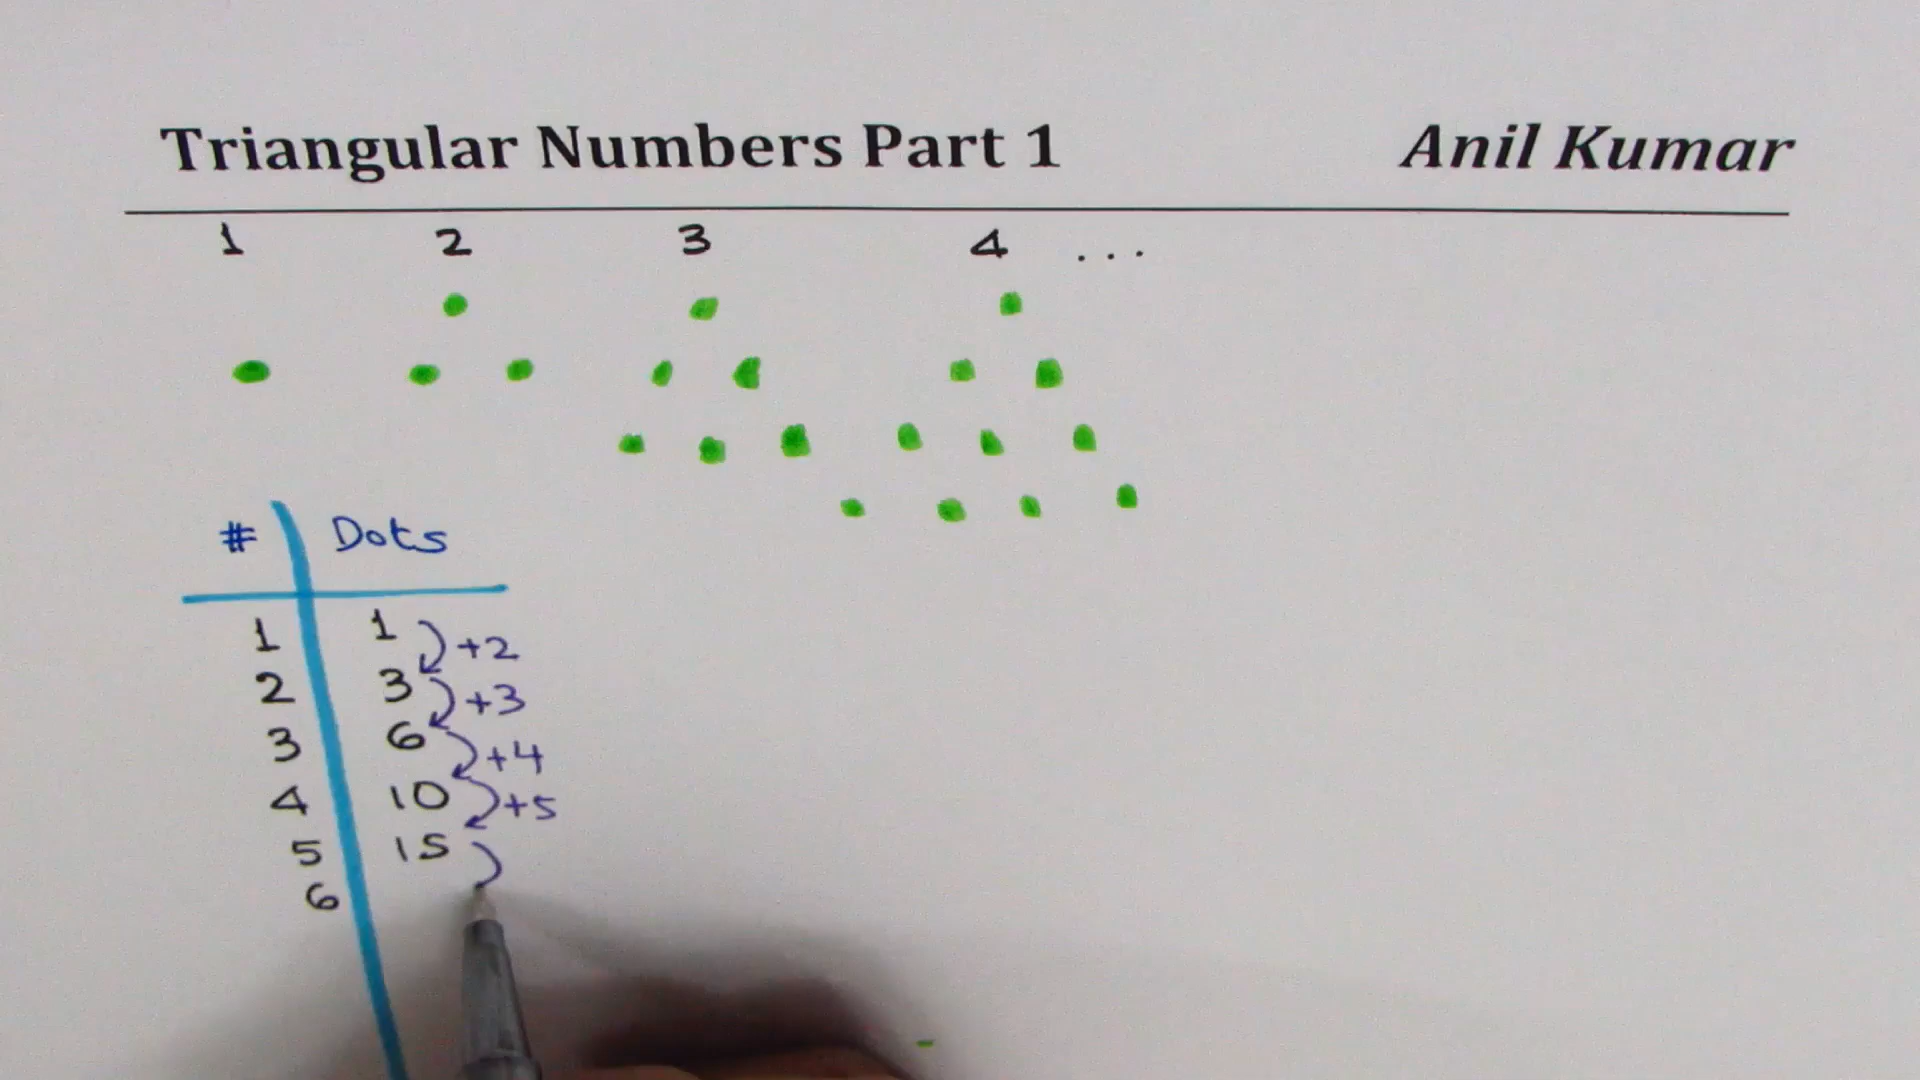 Triangular Numbers Part 1 Anil Kumar
1 2 3 4 ...
# Dots
1 1 +2
2 3 +3
3 6 +4
4 10 +5
5 15
6